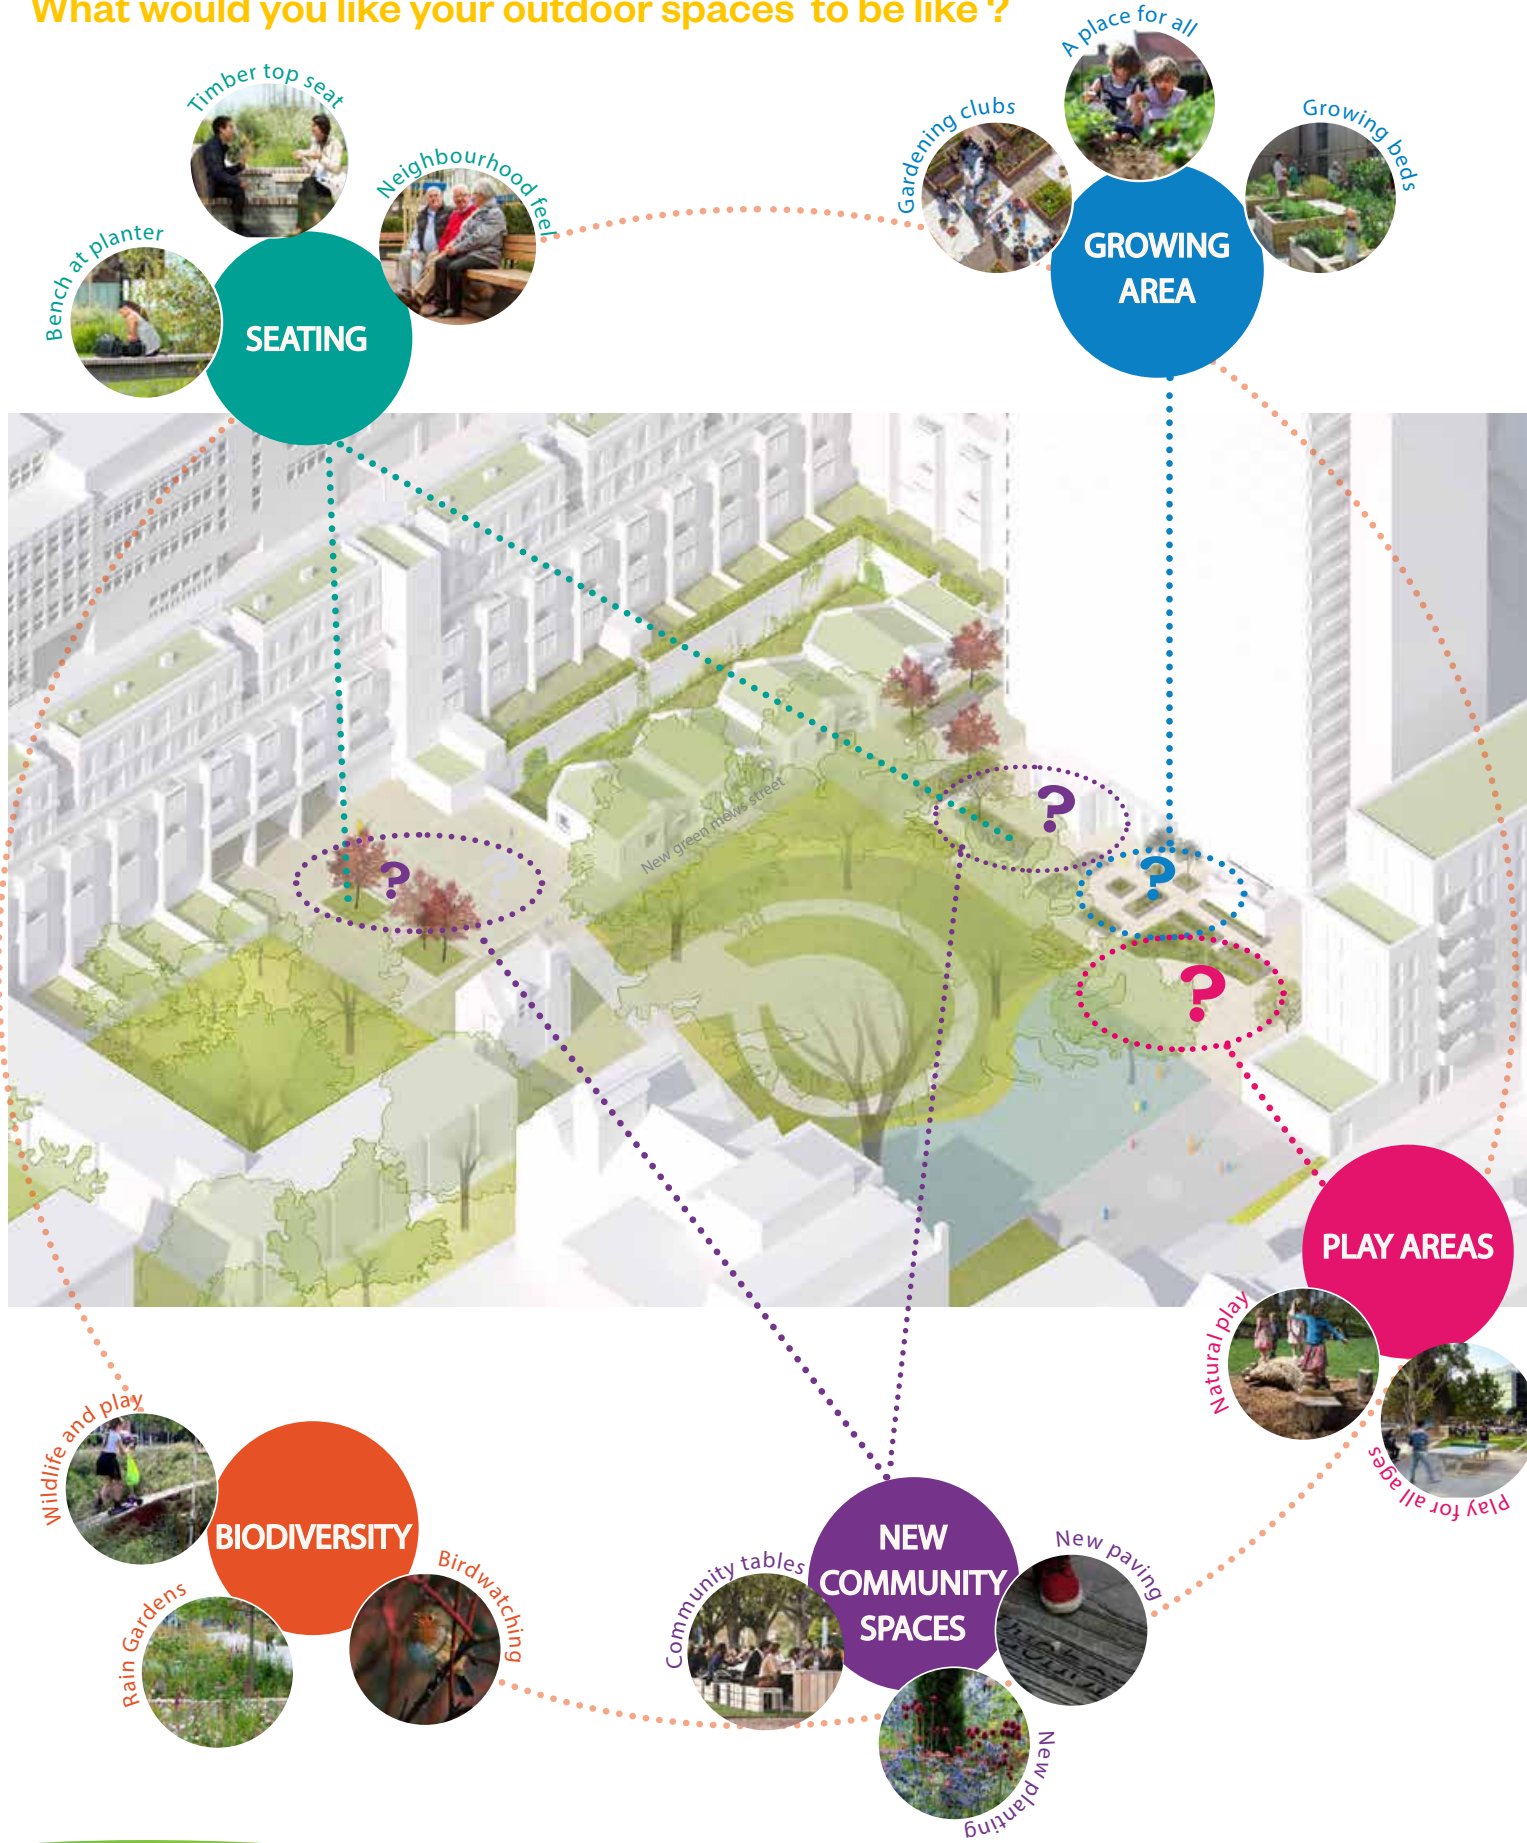 What would you like your outdoor spaces to be like ?
A place for all
Timber top seat
Gardening clubs
Growing beds
Neighbourhood feel
Bench at planter
GROWING
AREA
SEATING
New green mews street
?
?
?
?
PLAY AREAS
Natural play
Play for all ages
Wildlife and play
BIODIVERSITY
Birdwatching
Rain Gardens
NEW
COMMUNITY
SPACES
Community tables
New paving
New planting